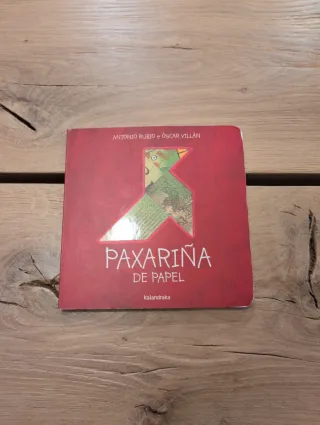 ANTONIO RUBIO e ÓSCAR VILLÁN
PAXARIÑA
DE PAPEL
kalandraka